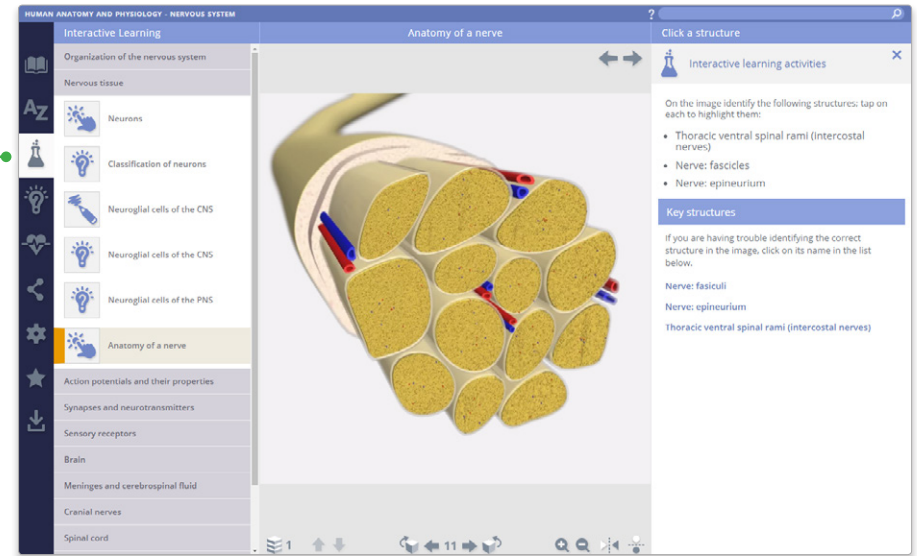 HUMAN ANATOMY AND PHYSIOLOGY - NERVOUS SYSTEM
?
Interactive Learning
Anatomy of a nerve
Click a structure
Organization of the nervous system
Nervous tissue
Neurons
Classification of neurons
Neuroglial cells of the CNS
Neuroglial cells of the CNS
Neuroglial cells of the PNS
Anatomy of a nerve
Action potentials and their properties
Synapses and neurotransmitters
Sensory receptors
Brain
Meninges and cerebrospinal fluid
Cranial nerves
Spinal cord
AZ
1
11
Interactive learning activities
On the image identify the following structures: tap on
each to highlight them:
• Thoracic ventral spinal rami (intercostal
nerves)
• Nerve: fascicles
• Nerve: epineurium
Key structures
If you are having trouble identifying the correct
structure in the image, click on its name in the list
below.
Nerve: fasiculi
Nerve: epineurium
Thoracic ventral spinal rami (intercostal nerves)